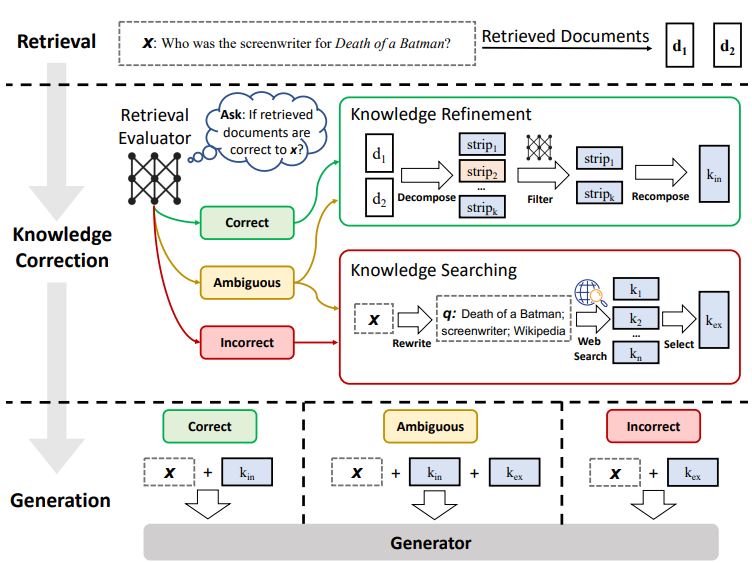 Retrieval
x: Who was the screenwriter for Death of a Batman?
Retrieved Documents
d1
d2
Retrieval
Evaluator
Ask: If retrieved
documents are
correct to x?
Knowledge
Correction
Correct
Ambiguous
Incorrect
Knowledge Refinement
d1
d2
Decompose
strip1
strip2
...
stripk
Filter
strip1
stripk
Recompose
kin
Knowledge Searching
x
Rewrite
q: Death of a Batman;
screenwriter; Wikipedia
Web
Search
k1
k2
...
kn
Select
kex
Generation
Correct
x + kin
Ambiguous
x + kin + kex
Incorrect
x + kex
Generator